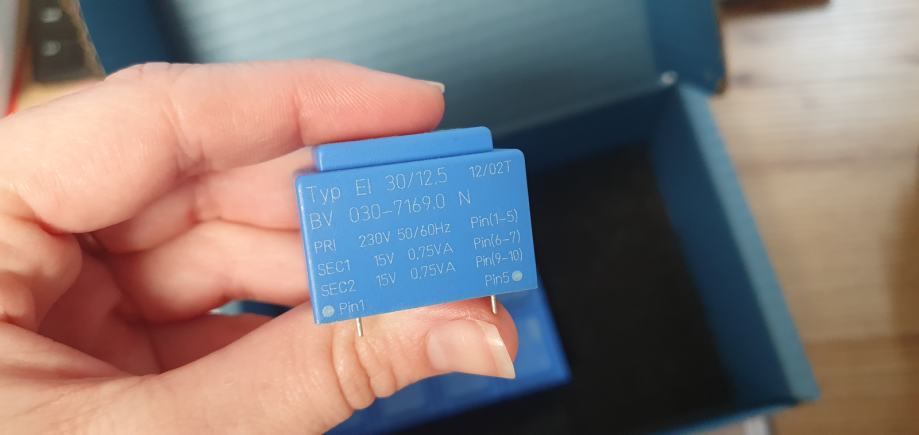 Typ EI 30/12.5 12/02T
BV 030-7169.0 N
PRI 230V 50/60Hz Pin(1-5)
SEC1 15V 0,75VA Pin(6-7)
SEC2 15V 0,75VA Pin(9-10)
Pin1 Pin5